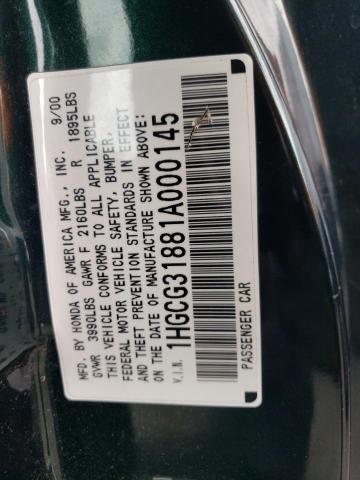 MFD. BY HONDA OF AMERICA MFG., INC. 9/00
GVWR 3990LBS GAWR F 2160LBS R 1895LBS
THIS VEHICLE CONFORMS TO ALL APPLICABLE
FEDERAL MOTOR VEHICLE SAFETY, BUMPER,
AND THEFT PREVENTION STANDARDS IN EFFECT
ON THE DATE OF MANUFACTURE SHOWN ABOVE:
V.I.N. 1HGCG31881A000145
PASSENGER CAR